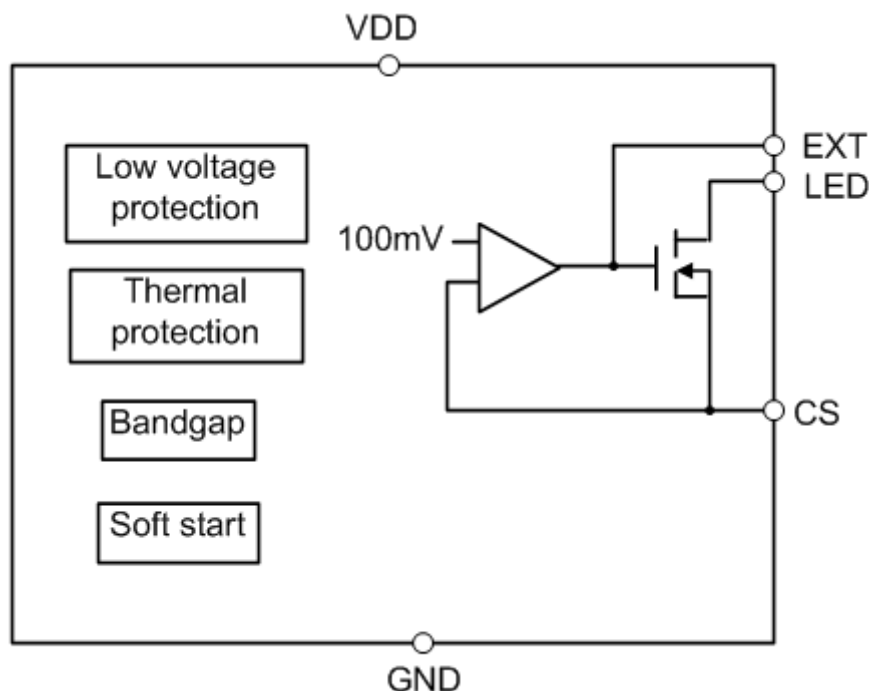 VDD
Low voltage
protection
Thermal
protection
Bandgap
Soft start
100mV
EXT
LED
CS
GND